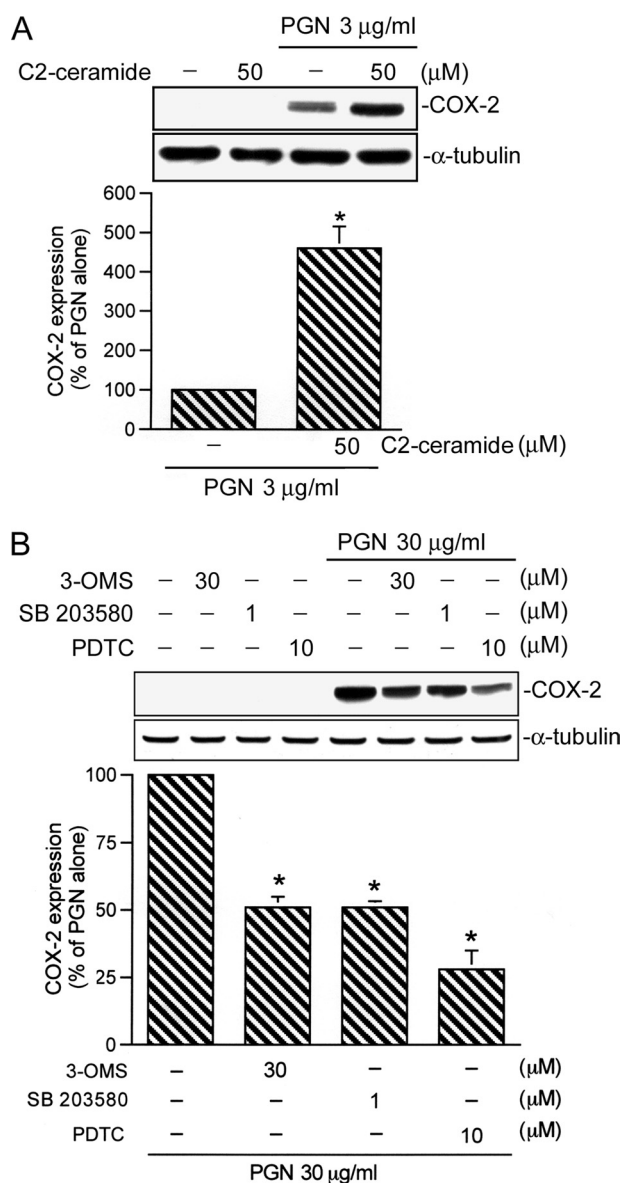 A
PGN 3 μg/ml
C2-ceramide – 50 – 50 (μM)
-COX-2
-α-tubulin
600
500
400
300
200
100
0
COX-2 expression
(% of PGN alone)
*
– 50 C2-ceramide (μM)
PGN 3 μg/ml
B
PGN 30 μg/ml
3-OMS – 30 – – – 30 – – (μM)
SB 203580 – – 1 – – – 1 – (μM)
PDTC – – – 10 – – – 10 (μM)
-COX-2
-α-tubulin
100
75
50
25
0
COX-2 expression
(% of PGN alone)
* * *
3-OMS – 30 – – (μM)
SB 203580 – – 1 – (μM)
PDTC – – – 10 (μM)
PGN 30 μg/ml